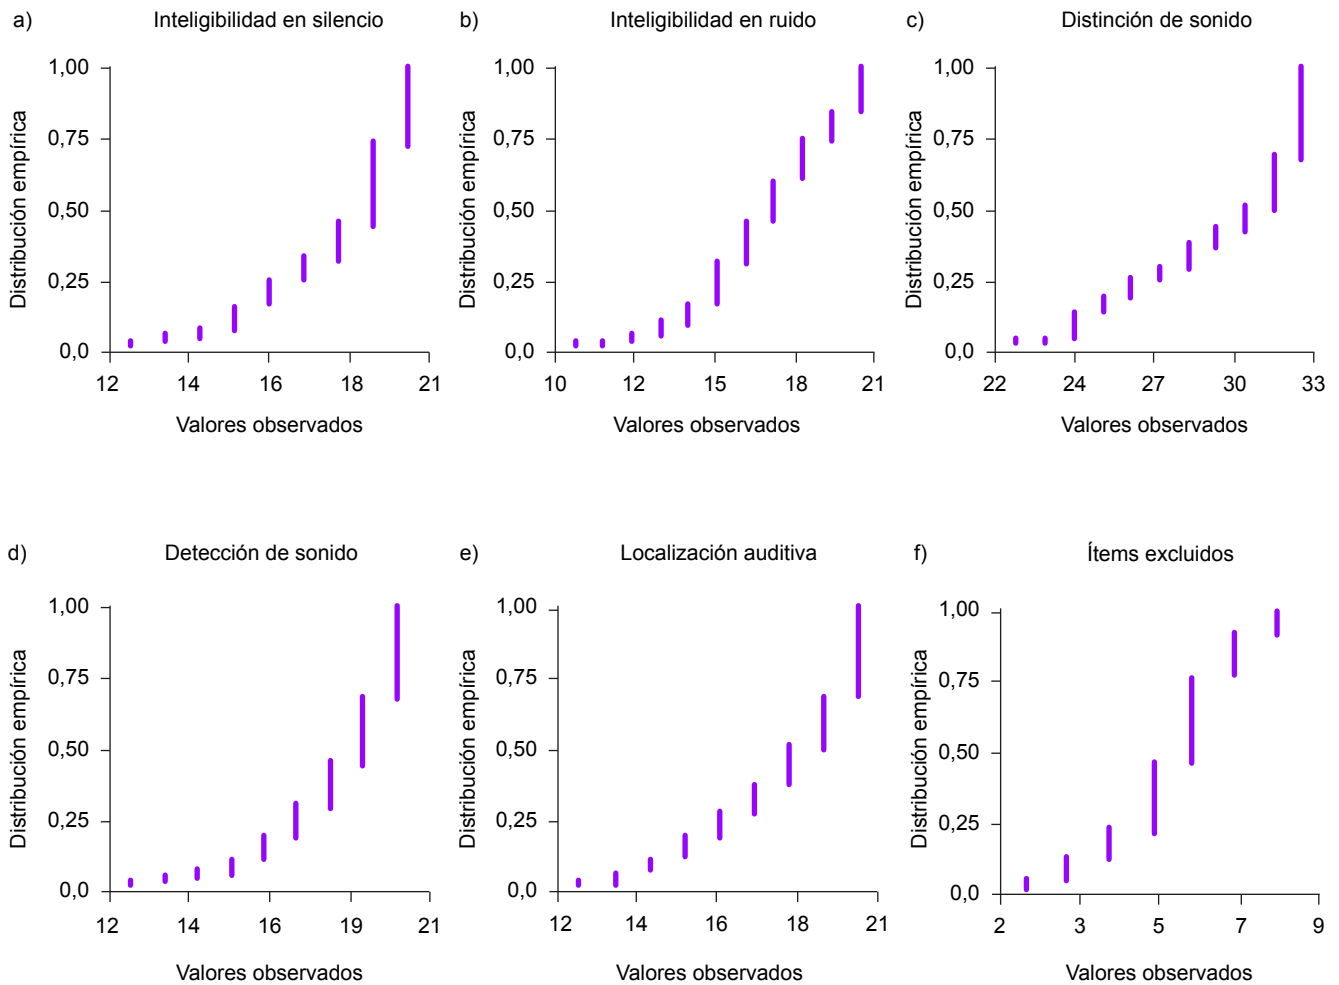 a) Inteligibilidad en silencio
Distribución empírica
1,00
0,75
0,50
0,25
0,0
12 14 16 18 21
Valores observados
b) Inteligibilidad en ruido
Distribución empírica
1,00
0,75
0,50
0,25
0,0
10 12 15 18 21
Valores observados
c) Distinción de sonido
Distribución empírica
1,00
0,75
0,50
0,25
0,0
22 24 27 30 33
Valores observados
d) Detección de sonido
Distribución empírica
1,00
0,75
0,50
0,25
0,0
12 16 19 21
Valores observados
e) Localización auditiva
Distribución empírica
1,00
0,75
0,50
0,25
0,0
12 14 16 18 21
Valores observados
f) Ítems excluidos
Distribución empírica
1,00
0,75
0,50
0,25
0,0
2 3 5 7 9
Valores observados